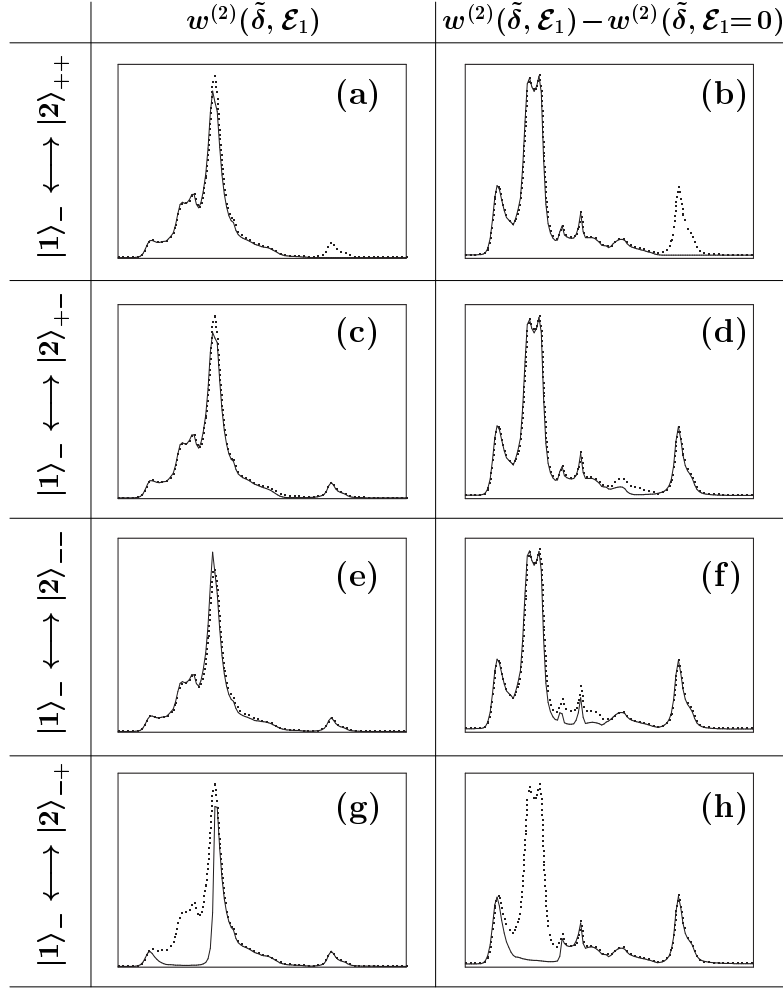 w^(2)(δ̃, ℰ₁)
w^(2)(δ̃, ℰ₁) − w^(2)(δ̃, ℰ₁=0)
|1⟩₋ ⟷ |2⟩₊₊
(a)
(b)
|1⟩₋ ⟷ |2⟩₊₋
(c)
(d)
|1⟩₋ ⟷ |2⟩₋₋
(e)
(f)
|1⟩₋ ⟷ |2⟩₋₊
(g)
(h)